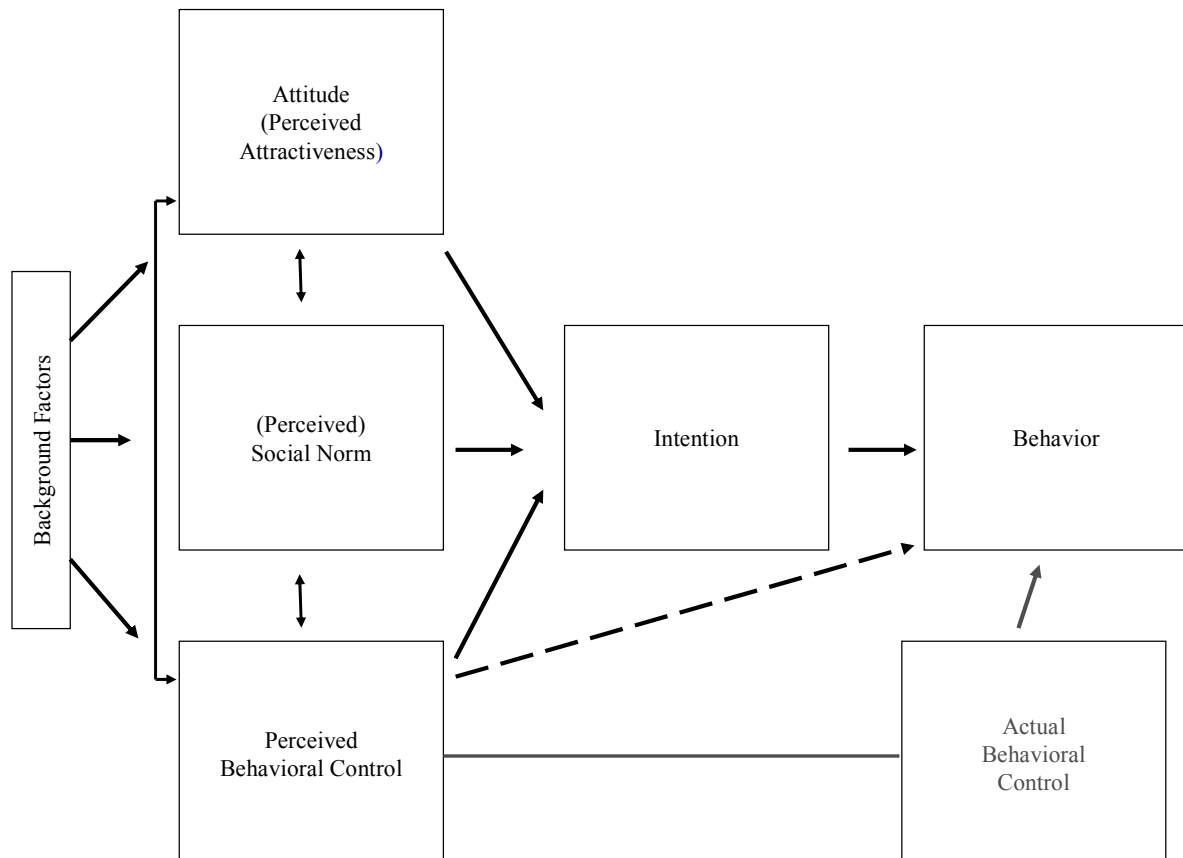 Attitude
(Perceived
Attractiveness)
Background Factors
(Perceived)
Social Norm
Intention
Behavior
Perceived
Behavioral Control
Actual
Behavioral
Control